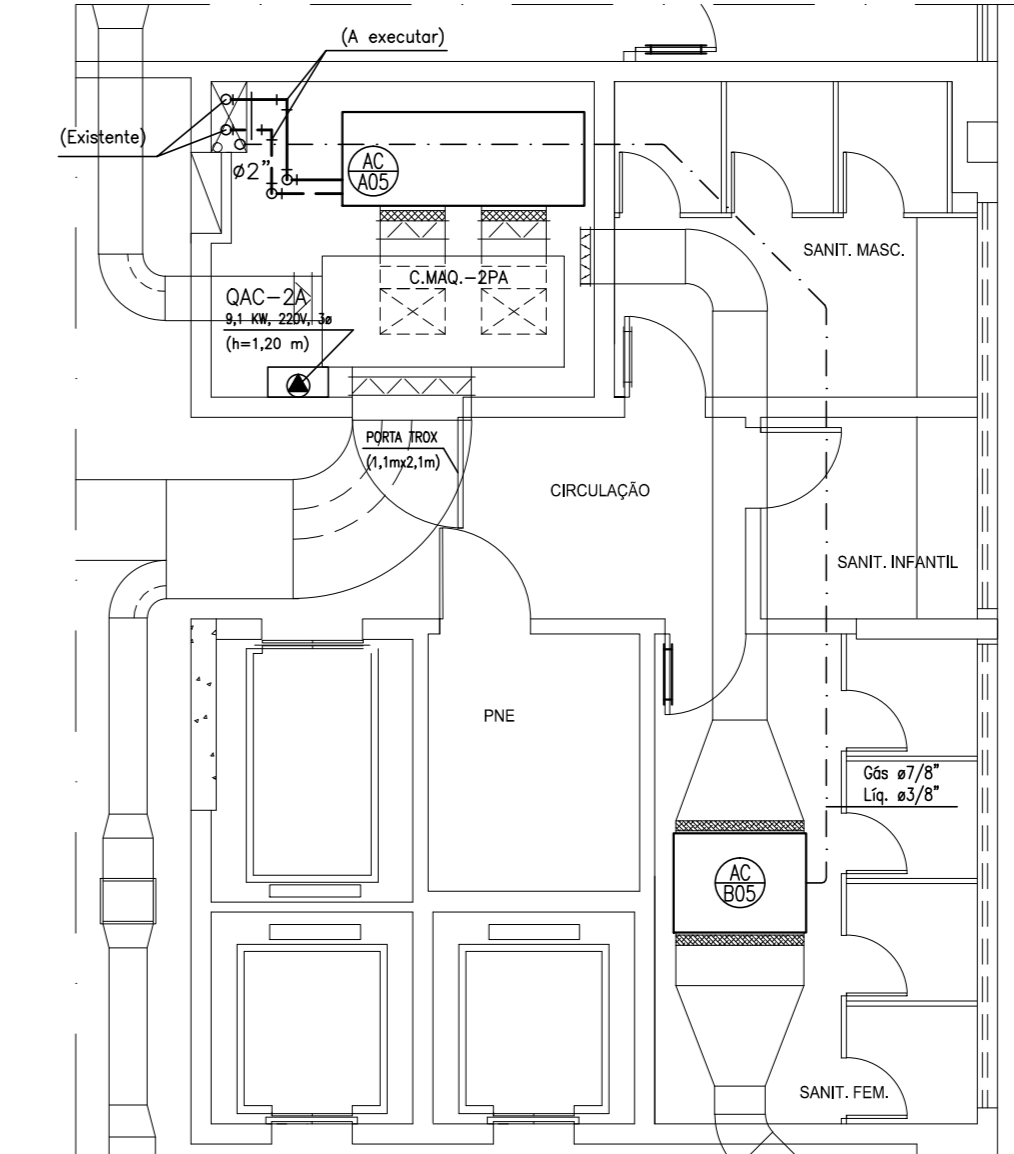 (A executar)
(Existente)
ø2”
AC
A05
SANIT. MASC.
C.MAQ.-2PA
QAC-2A
9,1 KW, 220V, 3ø
(h=1,20 m)
PORTA TROX
(1,1mx2,1m)
CIRCULAÇÃO
SANIT. INFANTIL
PNE
Gás ø7/8”
Líq. ø3/8”
AC
B05
SANIT. FEM.